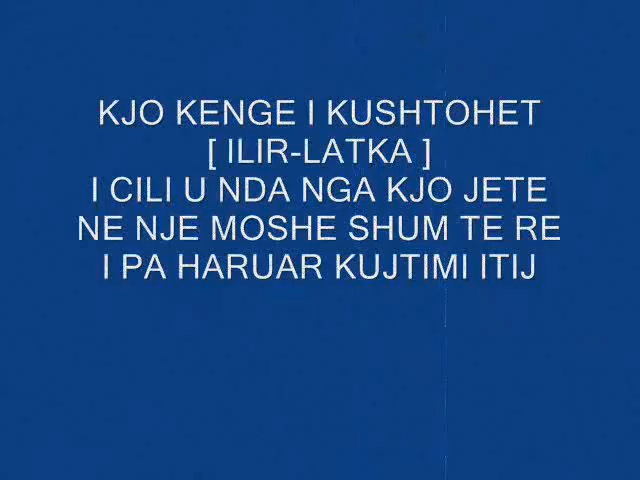 KJO KENGE I KUSHTOHET
[ ILIR-LATKA ]
I CILI U NDA NGA KJO JETE
NE NJE MOSHE SHUM TE RE
I PA HARUAR KUJTIMI ITIJ